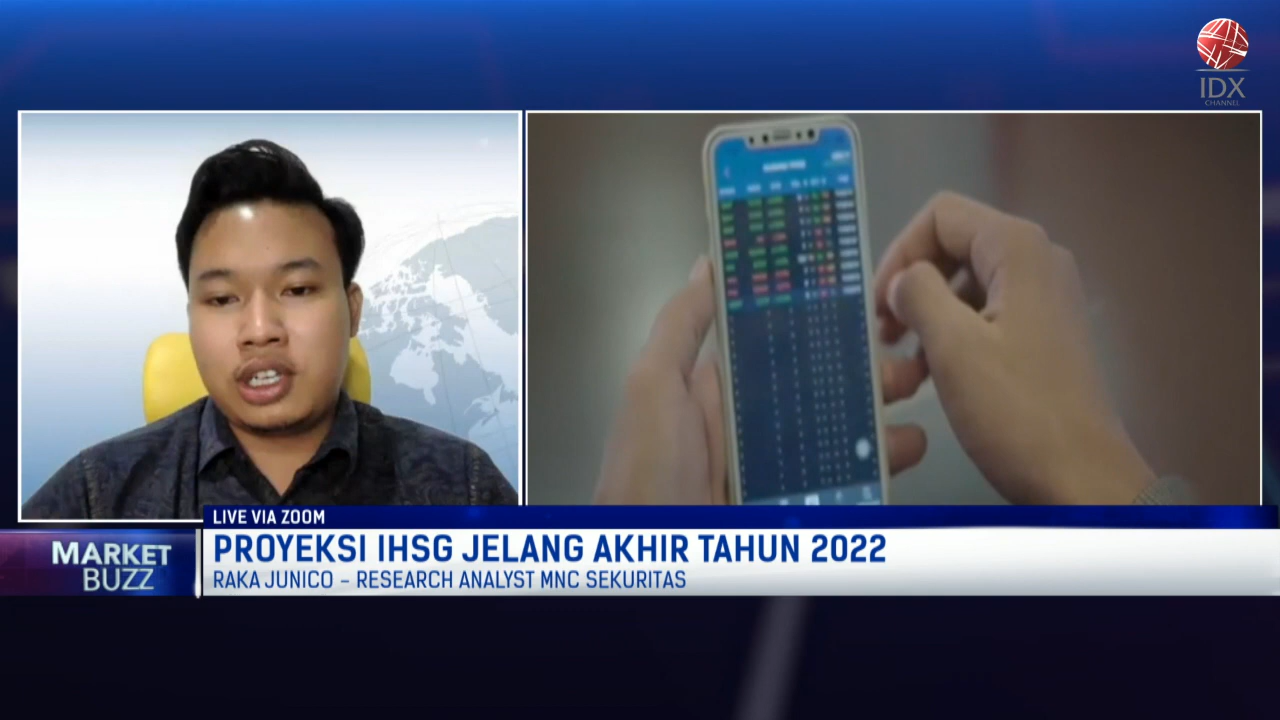 IDX
CHANNEL
LIVE VIA ZOOM
MARKET
BUZZ
PROYEKSI IHSG JELANG AKHIR TAHUN 2022
RAKA JUNICO – RESEARCH ANALYST MNC SEKURITAS